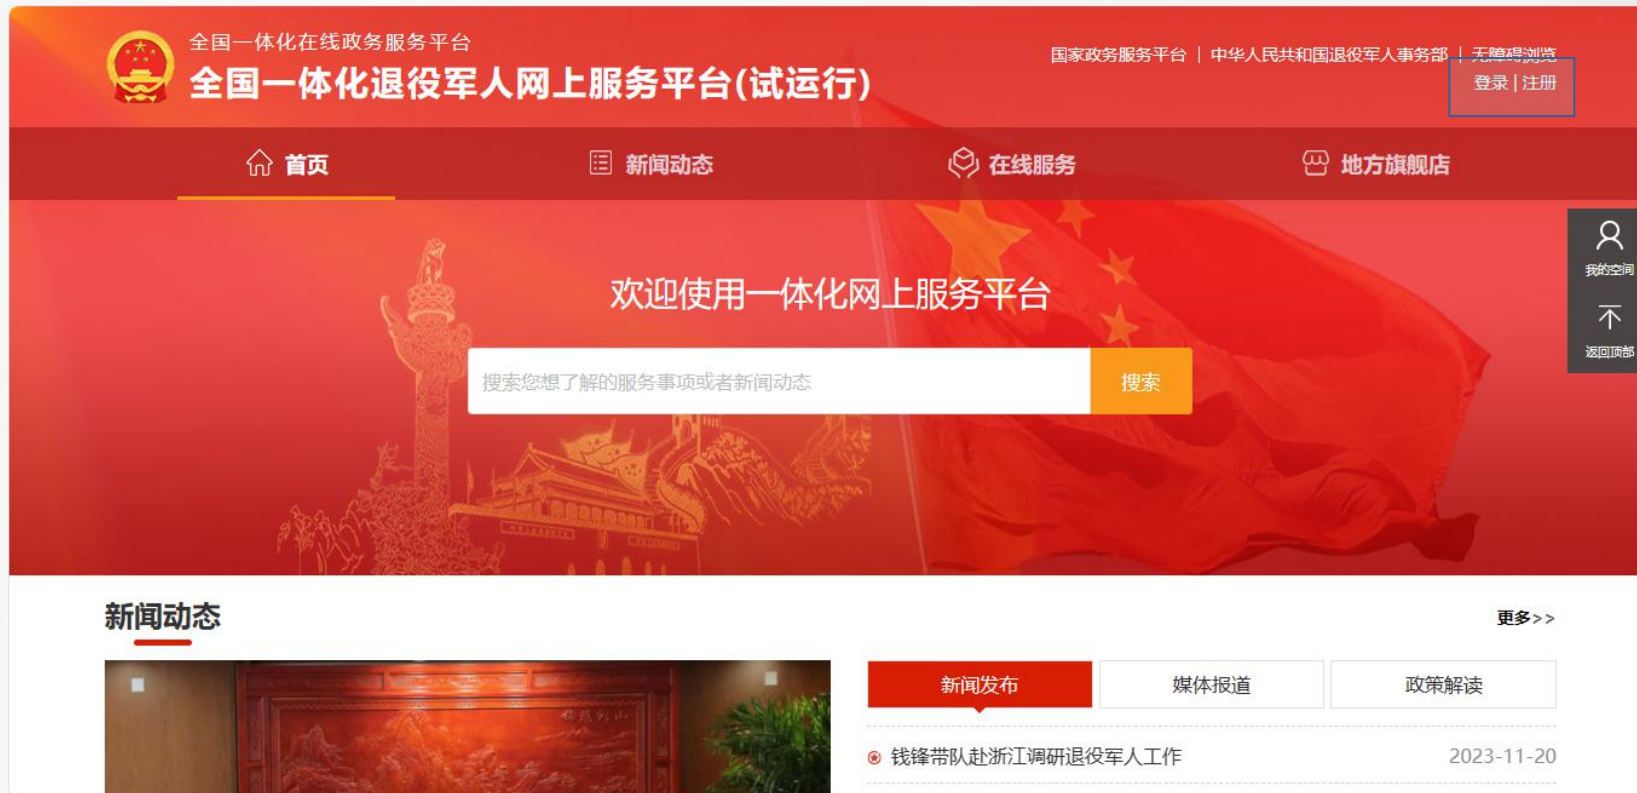 全国一体化在线政务服务平台
全国一体化退役军人网上服务平台(试运行)
国家政务服务平台 | 中华人民共和国退役军人事务部 | 无障碍浏览
登录 | 注册
首页 新闻动态 在线服务 地方旗舰店
我的空间
返回顶部
欢迎使用一体化网上服务平台
搜索您想了解的服务事项或者新闻动态 搜索
新闻动态 更多>>
新闻发布 媒体报道 政策解读
钱锋带队赴浙江调研退役军人工作 2023-11-20